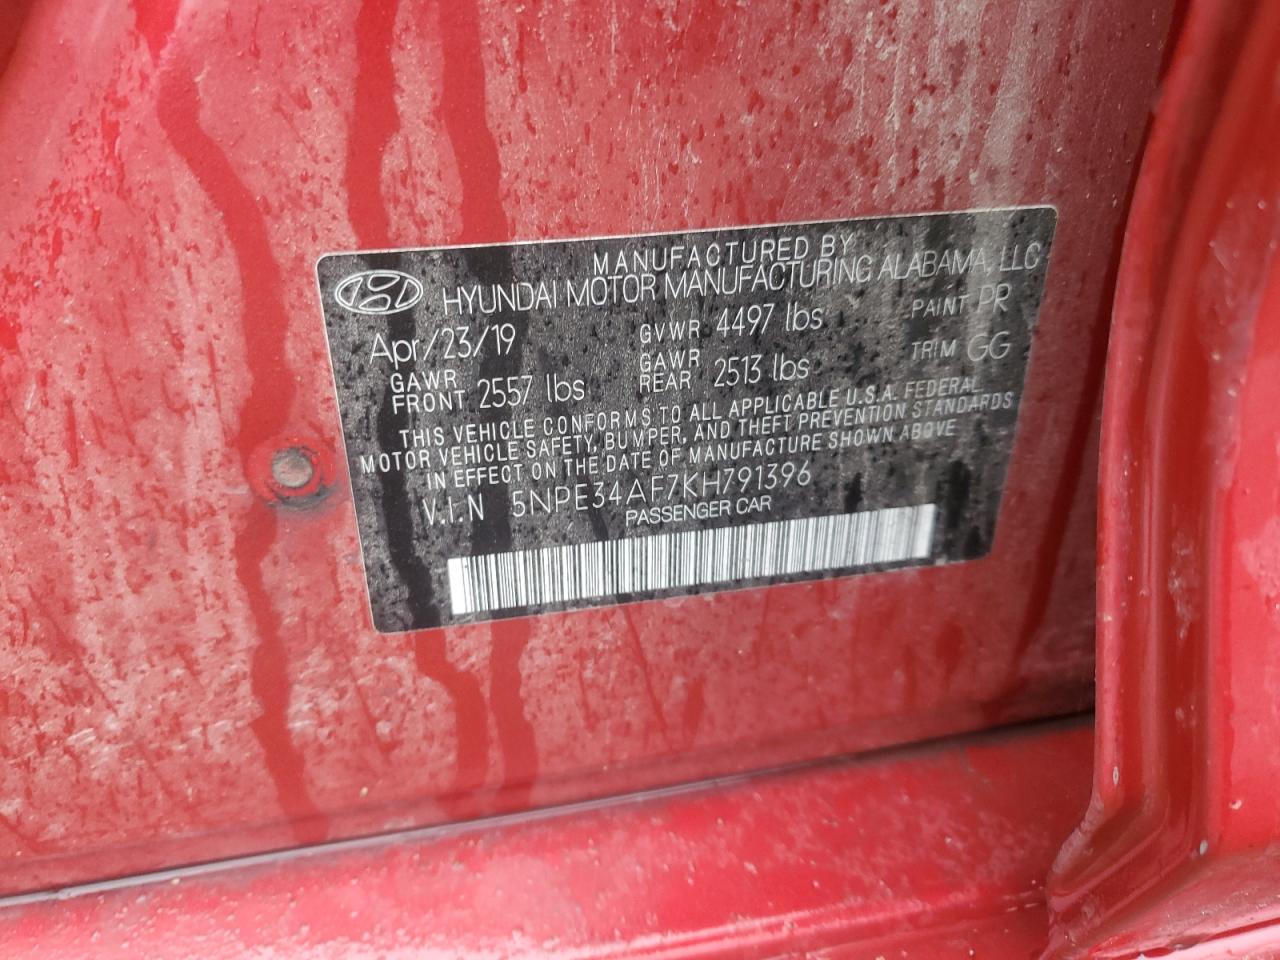 MANUFACTURED BY
HYUNDAI MOTOR MANUFACTURING ALABAMA, LLC
Apr/23/19 GVWR 4497 lbs PAINT PR
GAWR FRONT 2557 lbs GAWR REAR 2513 lbs TRIM GG
THIS VEHICLE CONFORMS TO ALL APPLICABLE U.S.A. FEDERAL
MOTOR VEHICLE SAFETY, BUMPER, AND THEFT PREVENTION STANDARDS
IN EFFECT ON THE DATE OF MANUFACTURE SHOWN ABOVE
V.I.N 5NPE34AF7KH791396
PASSENGER CAR